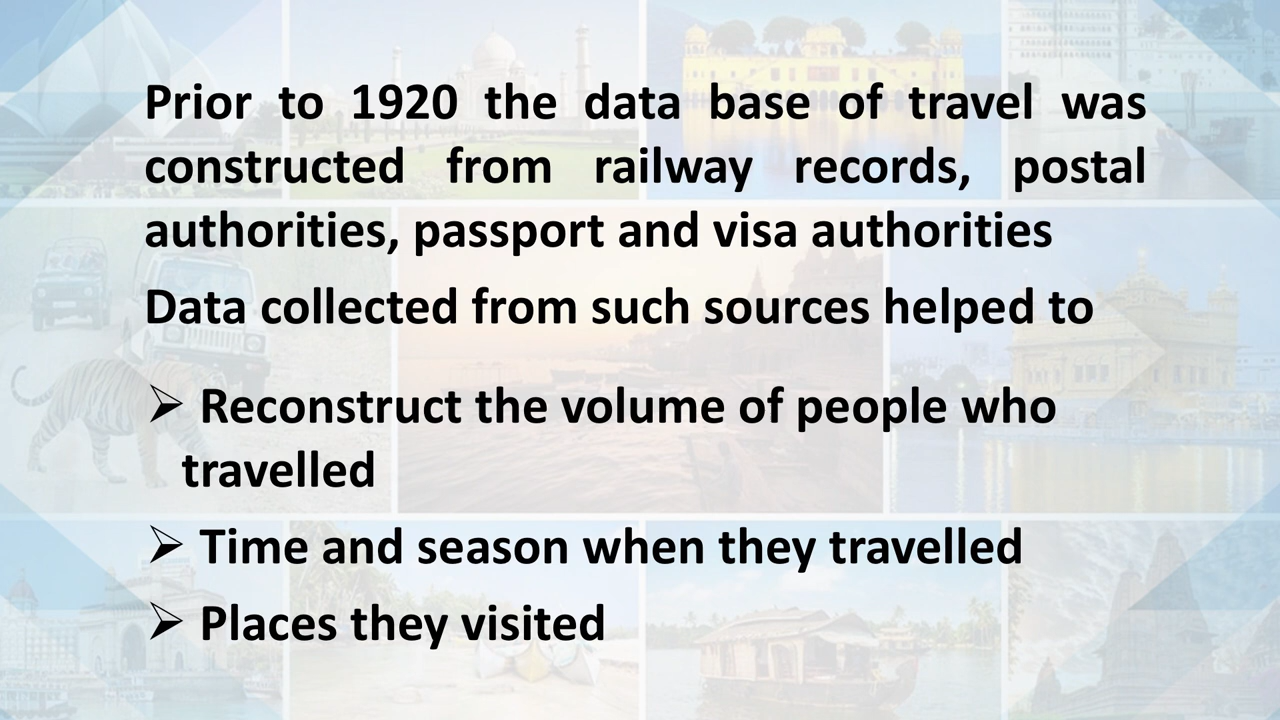 Prior to 1920 the data base of travel was
constructed from railway records, postal
authorities, passport and visa authorities
Data collected from such sources helped to
➢ Reconstruct the volume of people who
travelled
➢ Time and season when they travelled
➢ Places they visited